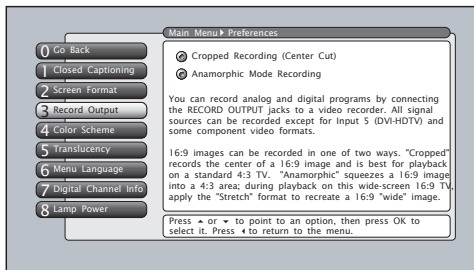 Main Menu ▸ Preferences
0 Go Back
1 Closed Captioning
2 Screen Format
3 Record Output
4 Color Scheme
5 Translucency
6 Menu Language
7 Digital Channel Info
8 Lamp Power
Cropped Recording (Center Cut)
Anamorphic Mode Recording
You can record analog and digital programs by connecting
the RECORD OUTPUT jacks to a video recorder. All signal
sources can be recorded except for Input 5 (DVI-HDTV) and
some component video formats.
16:9 images can be recorded in one of two ways. "Cropped"
records the center of a 16:9 image and is best for playback
on a standard 4:3 TV. "Anamorphic" squeezes a 16:9 image
into a 4:3 area; during playback on this wide-screen 16:9 TV,
apply the "Stretch" format to recreate a 16:9 "wide" image.
Press ▴ or ▾ to point to an option, then press OK to
select it. Press ◂ to return to the menu.